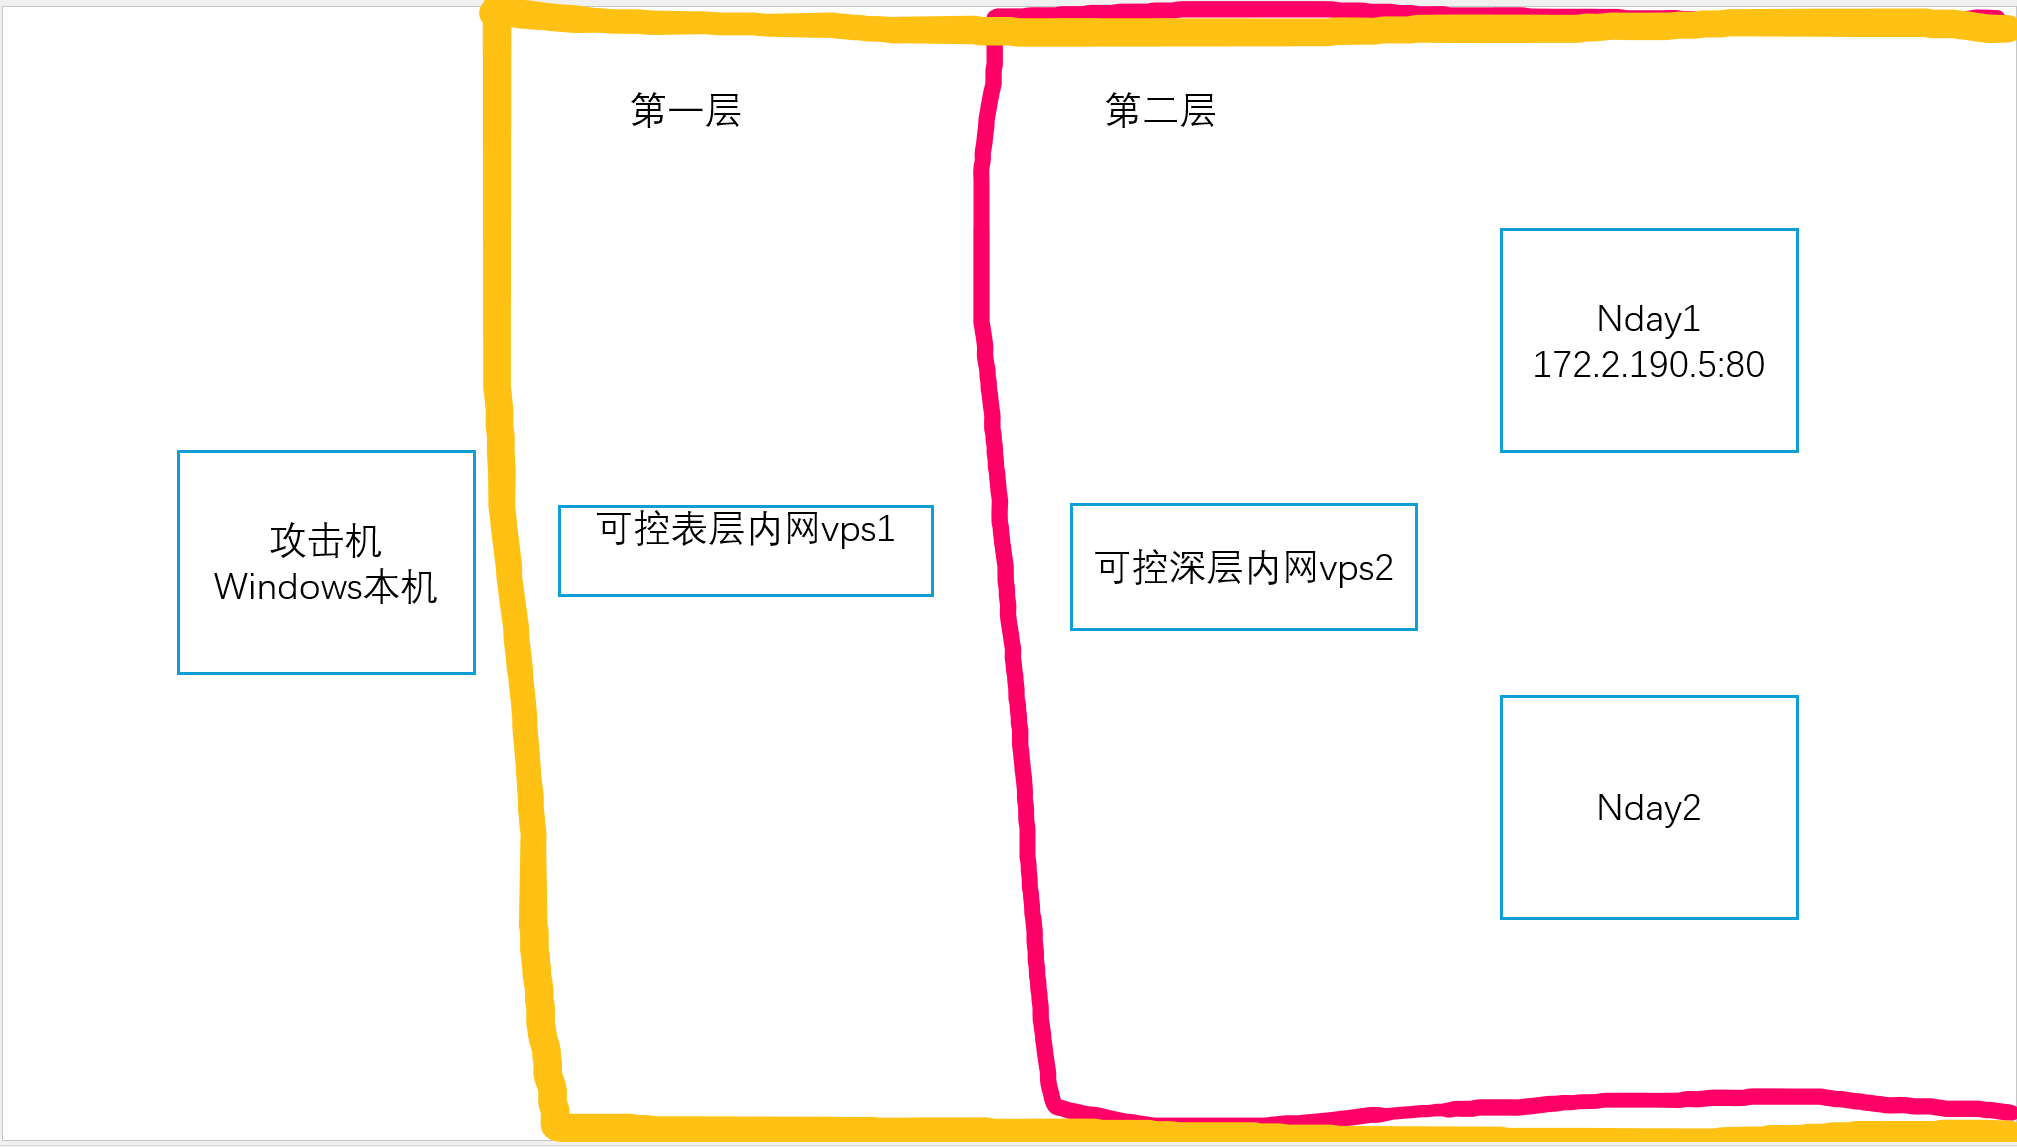 第一层
第二层
攻击机
Windows本机
可控表层内网vps1
可控深层内网vps2
Nday1
172.2.190.5:80
Nday2